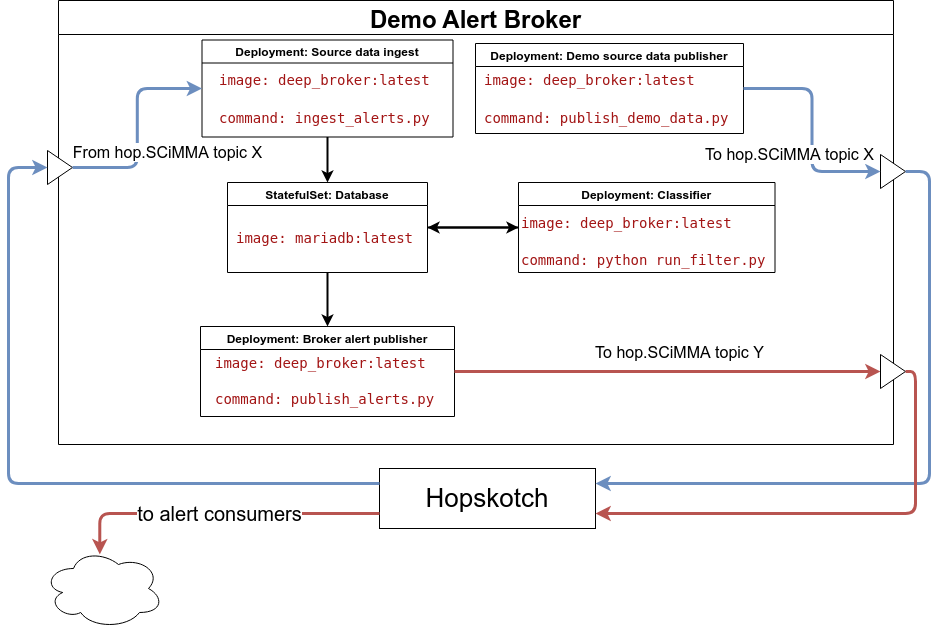 Demo Alert Broker
Deployment: Source data ingest
image: deep_broker:latest
command: ingest_alerts.py
Deployment: Demo source data publisher
image: deep_broker:latest
command: publish_demo_data.py
From hop.SCiMMA topic X
To hop.SCiMMA topic X
StatefulSet: Database
image: mariadb:latest
Deployment: Classifier
image: deep_broker:latest
command: python run_filter.py
Deployment: Broker alert publisher
image: deep_broker:latest
command: publish_alerts.py
To hop.SCiMMA topic Y
Hopskotch
to alert consumers